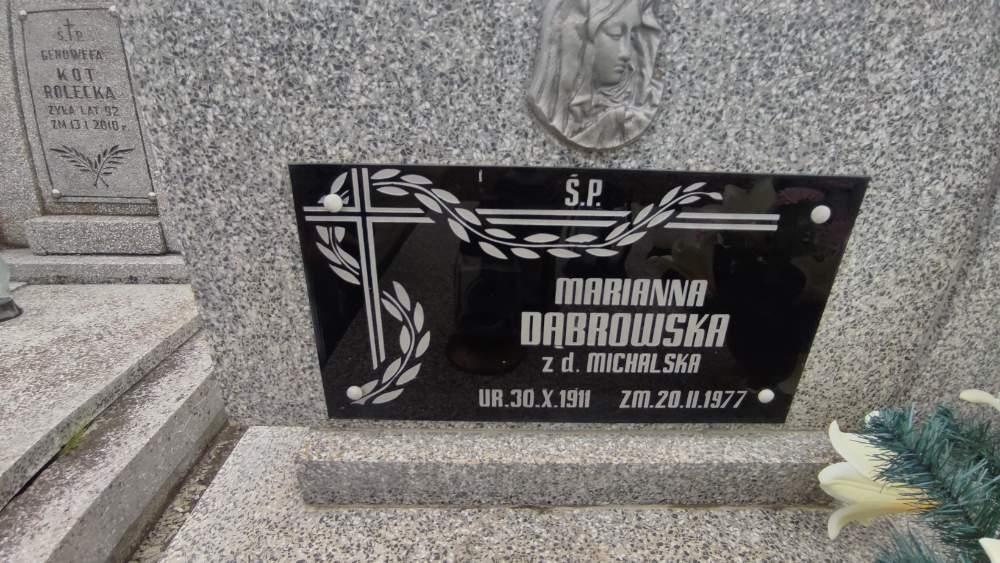 Ś.P.
GENOWEFA
KOT
ROLECKA
ŻYŁA LAT 92
ZM 13 I 2010 r.
Ś.P.
MARIANNA
DĄBROWSKA
z d. MICHALSKA
UR.30.X.1911 ZM.20.II.1977